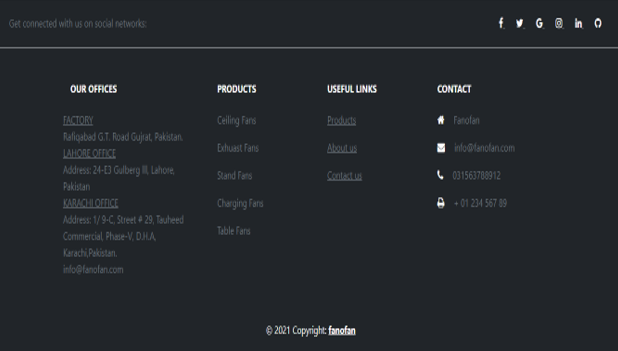 Get connected with us on social networks:
OUR OFFICES
FACTORY
Rafiqabad G.T. Road Gujrat, Pakistan.
LAHORE OFFICE
Address: 24-E3 Gulberg III, Lahore,
Pakistan
KARACHI OFFICE
Address: 1/ 9-C, Street # 29, Tauheed
Commercial, Phase-V, D.H.A,
Karachi,Pakistan.
info@fanofan.com
PRODUCTS
Ceiling Fans
Exhuast Fans
Stand Fans
Charging Fans
Table Fans
USEFUL LINKS
Products
About us
Contact us
CONTACT
Fanofan
info@fanofan.com
031563788912
+ 01 234 567 89
© 2021 Copyright: fanofan